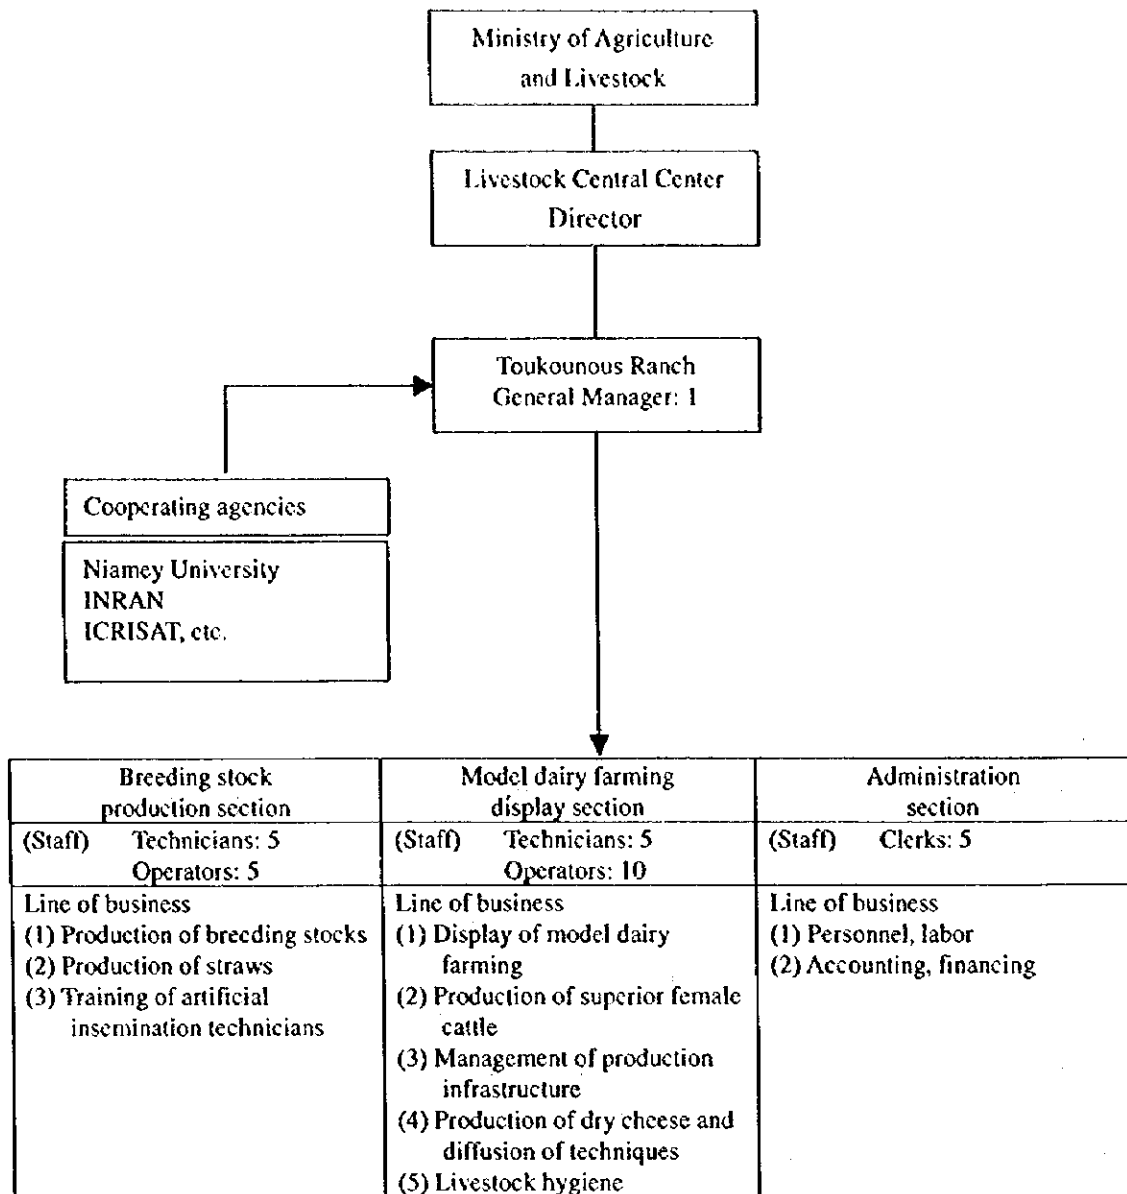 Ministry of Agriculture
and Livestock
Livestock Central Center
Director
Toukounous Ranch
General Manager: 1
Cooperating agencies
Niamey University
INRAN
ICRISAT, etc.
Breeding stock
production section
(Staff) Technicians: 5
Operators: 5
Line of business
(1) Production of breeding stocks
(2) Production of straws
(3) Training of artificial
insemination technicians
Model dairy farming
display section
(Staff) Technicians: 5
Operators: 10
Line of business
(1) Display of model dairy
farming
(2) Production of superior female
cattle
(3) Management of production
infrastructure
(4) Production of dry cheese and
diffusion of techniques
(5) Livestock hygiene
Administration
section
(Staff) Clerks: 5
Line of business
(1) Personnel, labor
(2) Accounting, financing